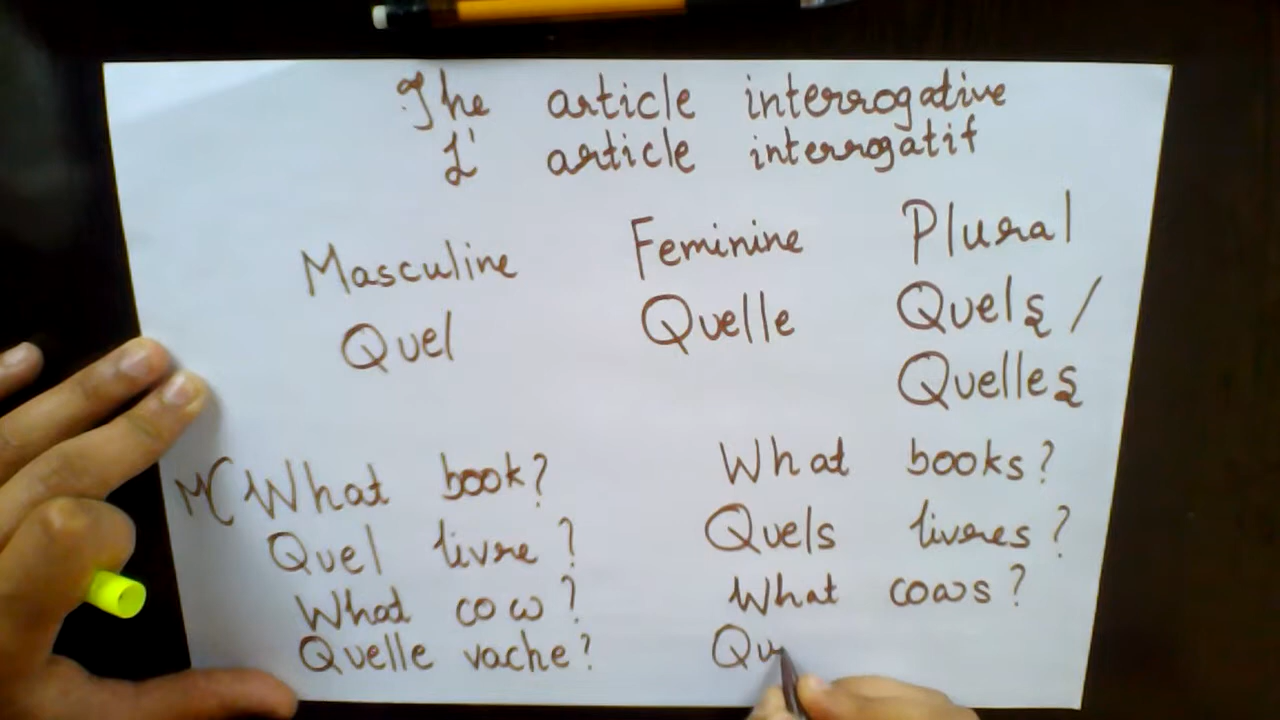 The article interrogative
L' article interrogatif
Masculine Feminine Plural
Quel Quelle Quels /
Quelles
M( What book? What books?
Quel livre? Quels livres?
What cow? What cows?
Quelle vache? Qu